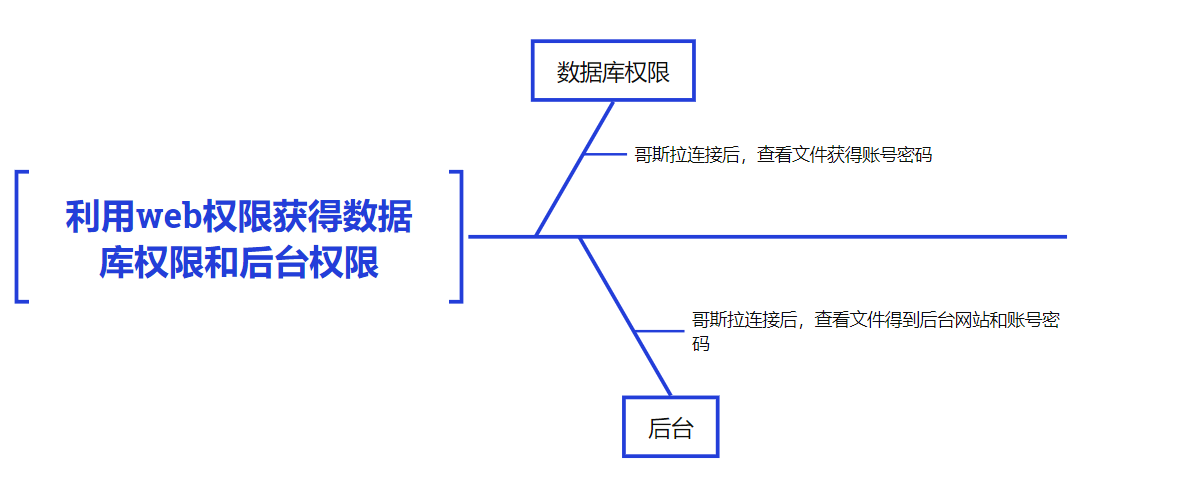 数据库权限
哥斯拉连接后，查看文件获得账号密码
利用web权限获得数据
库权限和后台权限
哥斯拉连接后，查看文件得到后台网站和账号密
码
后台